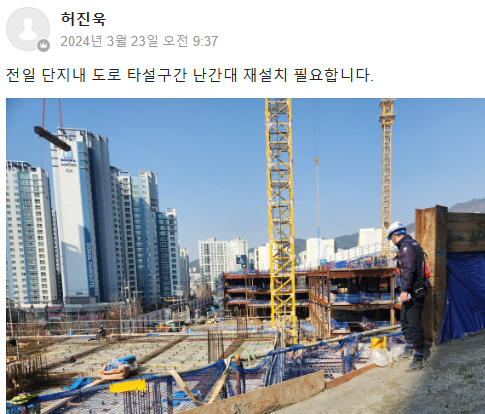 허진욱
2024년 3월 23일 오전 9:37
전일 단지내 도로 타설구간 난간대 재설치 필요합니다.